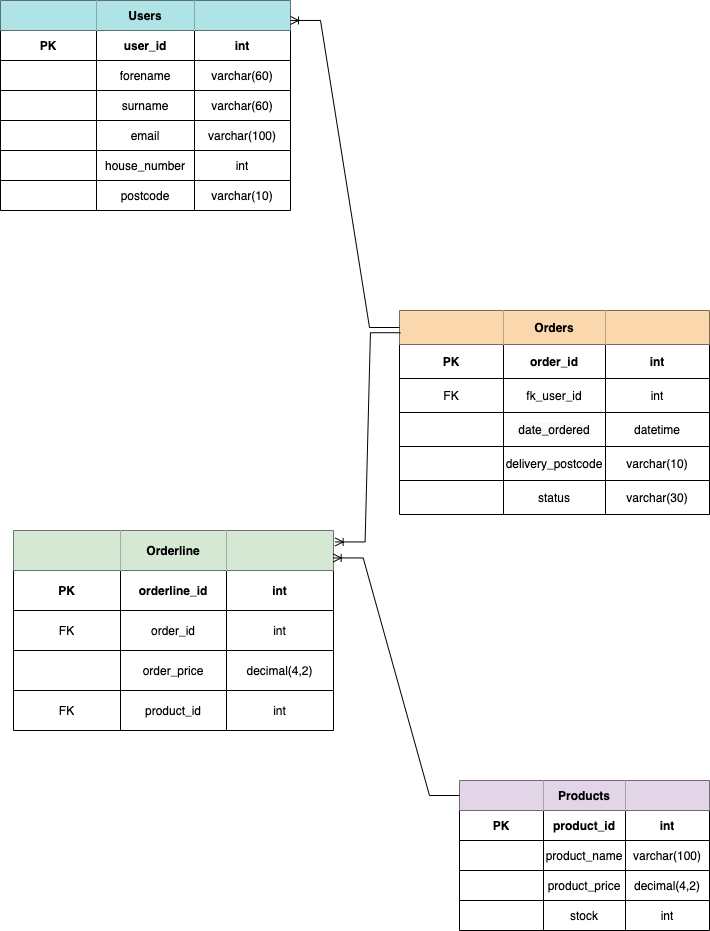 Users
PK user_id int
forename varchar(60)
surname varchar(60)
email varchar(100)
house_number int
postcode varchar(10)
Orders
PK order_id int
FK fk_user_id int
date_ordered datetime
delivery_postcode varchar(10)
status varchar(30)
Orderline
PK orderline_id int
FK order_id int
order_price decimal(4,2)
FK product_id int
Products
PK product_id int
product_name varchar(100)
product_price decimal(4,2)
stock int